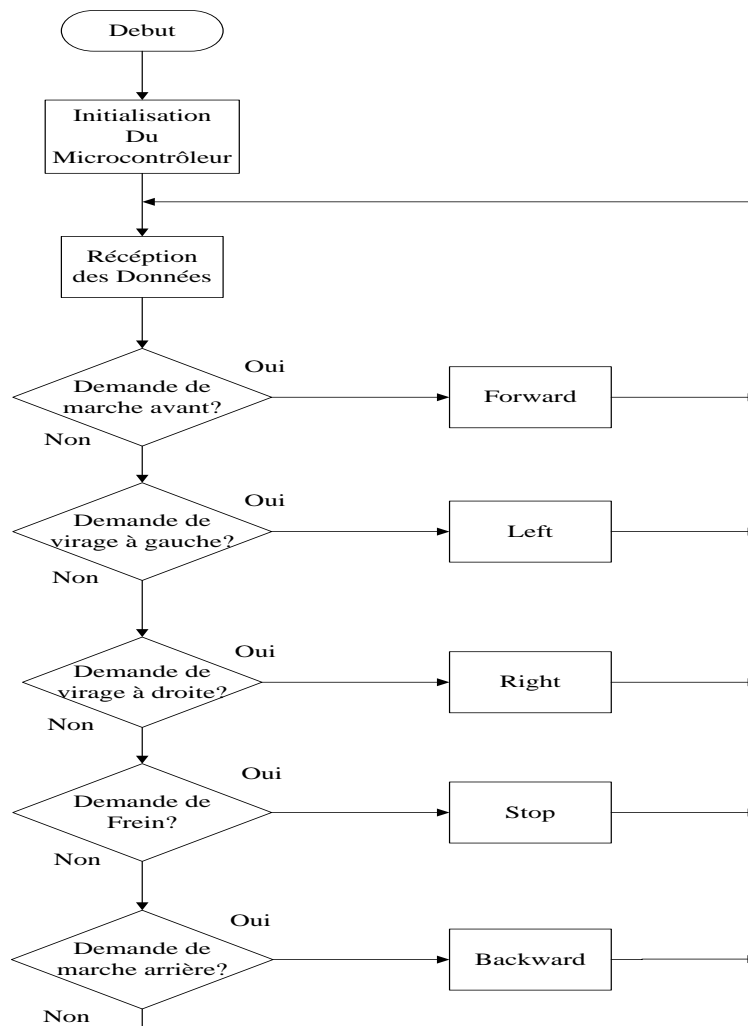 Debut
Initialisation
Du
Microcontrôleur
Récéption
des Données
Oui
Demande de
marche avant?
Forward
Non
Oui
Demande de
virage à gauche?
Left
Non
Oui
Demande de
virage à droite?
Right
Non
Oui
Demande de
Frein?
Stop
Non
Oui
Demande de
marche arrière?
Backward
Non